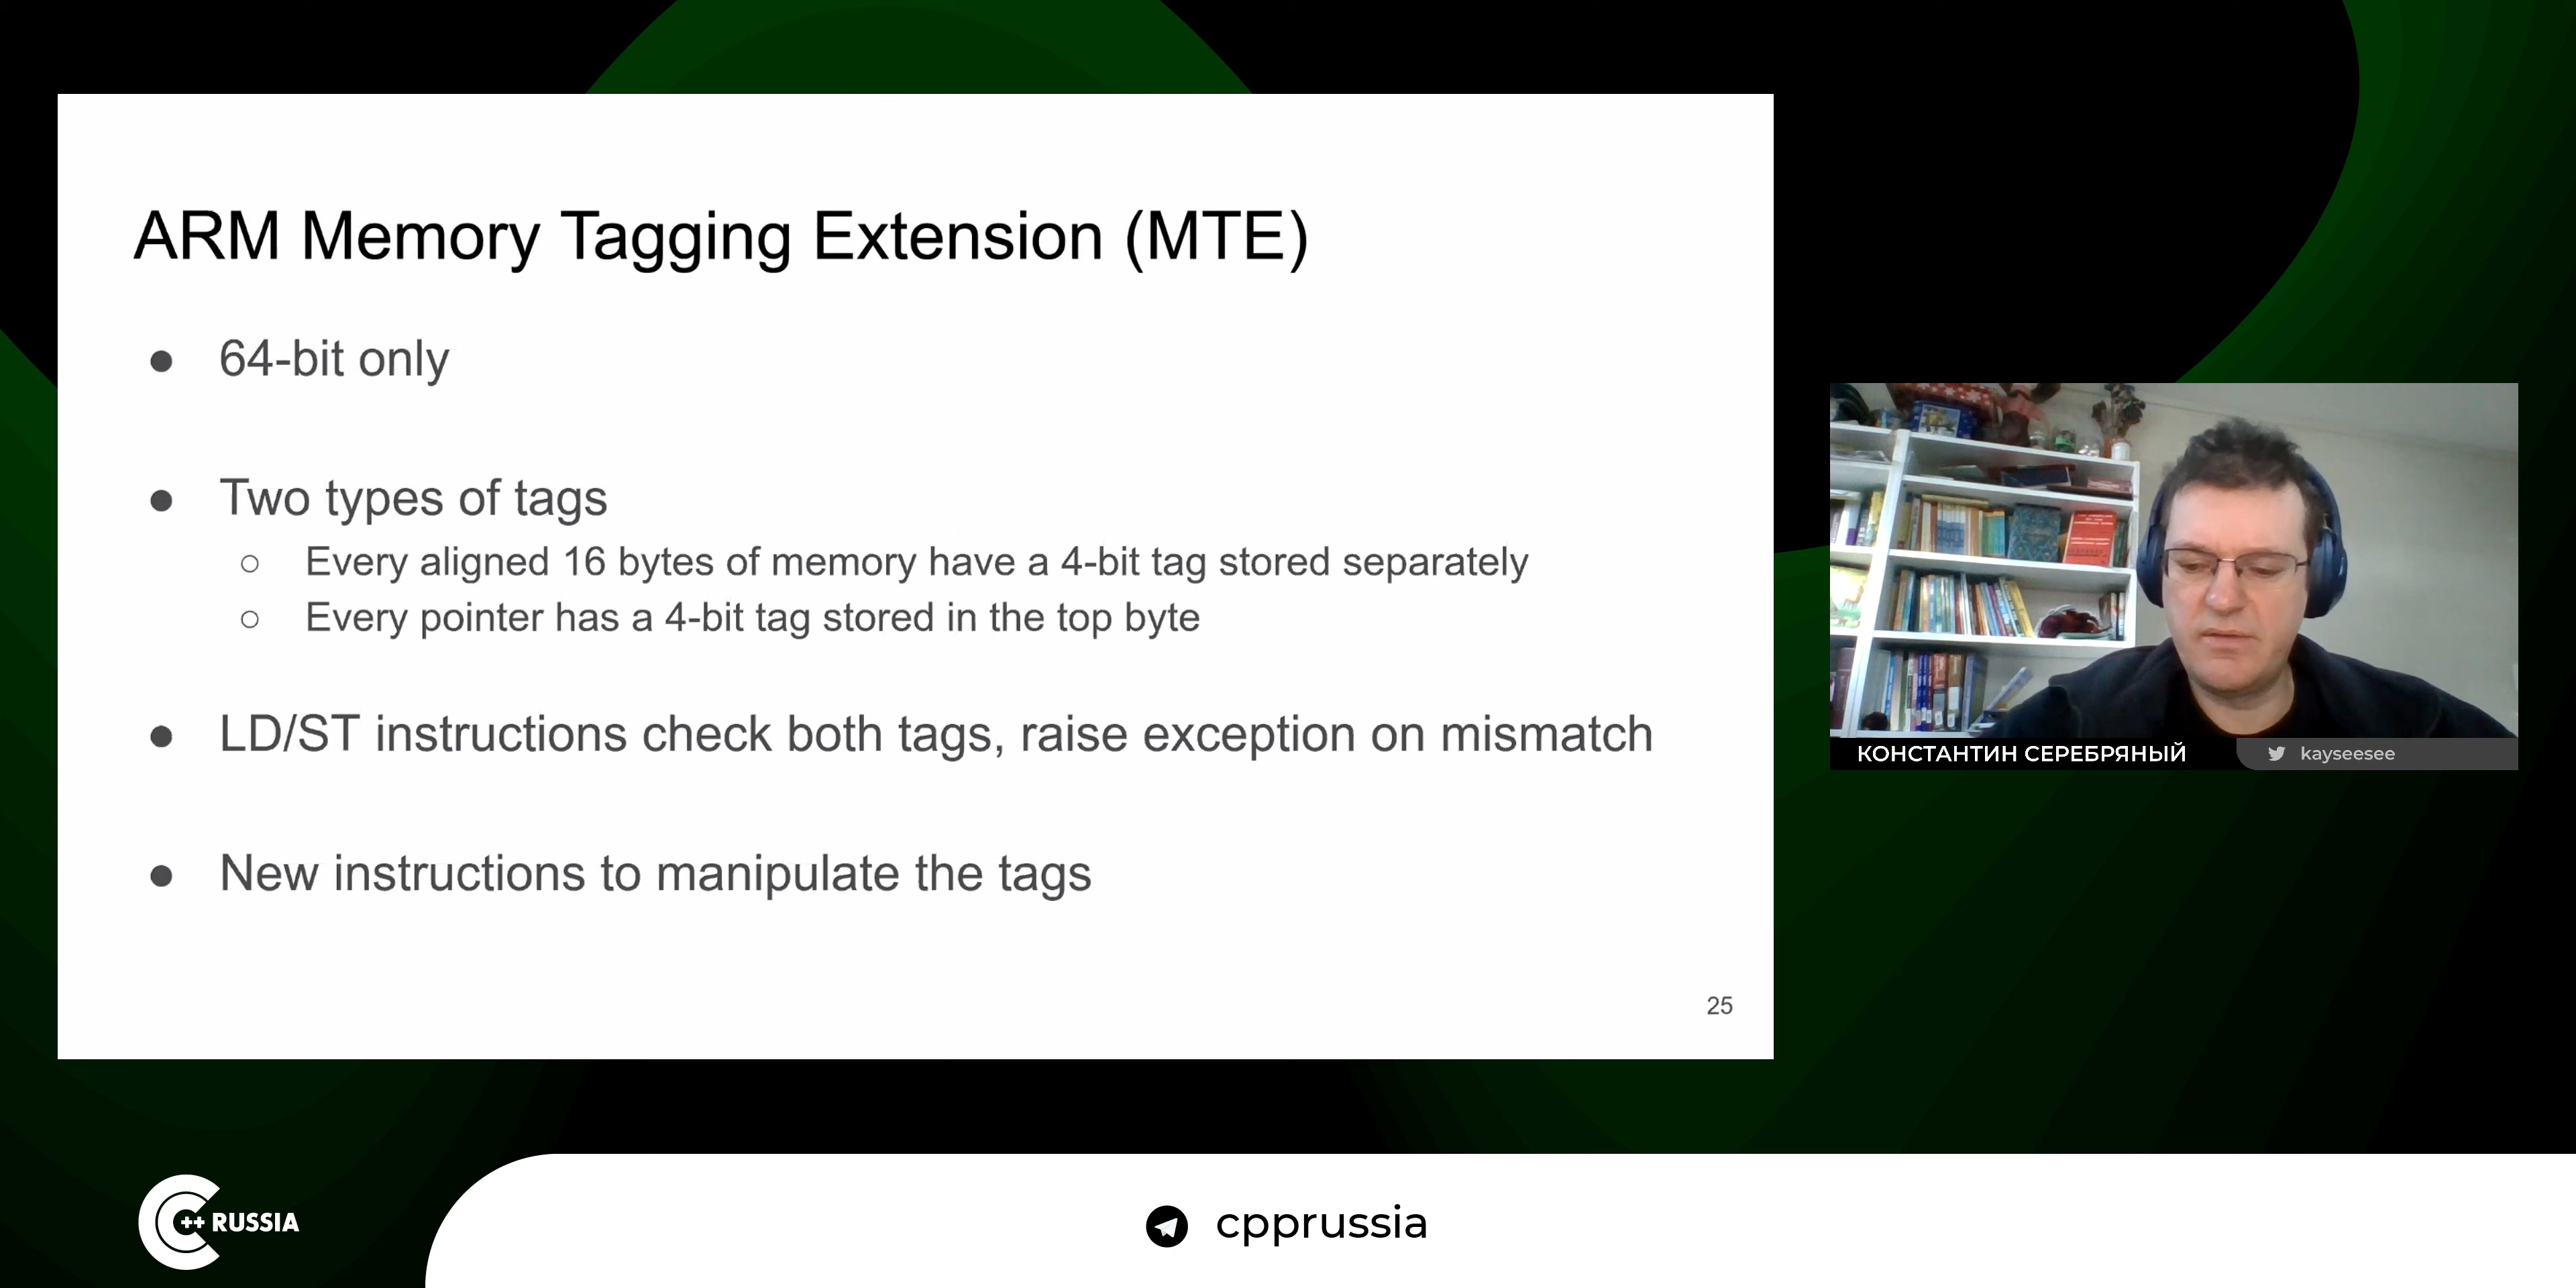 ARM Memory Tagging Extension (MTE)
● 64-bit only
● Two types of tags
○ Every aligned 16 bytes of memory have a 4-bit tag stored separately
○ Every pointer has a 4-bit tag stored in the top byte
● LD/ST instructions check both tags, raise exception on mismatch
● New instructions to manipulate the tags
25
КОНСТАНТИН СЕРЕБРЯНЫЙ
kayseesee
C++ RUSSIA
cpprussia